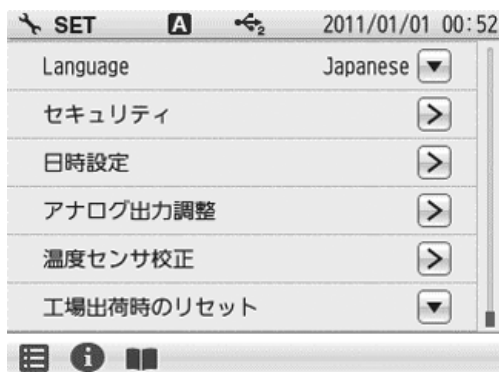 SET A 2 2011/01/01 00:52
Language Japanese
セキュリティ
日時設定
アナログ出力調整
温度センサ校正
工場出荷時のリセット